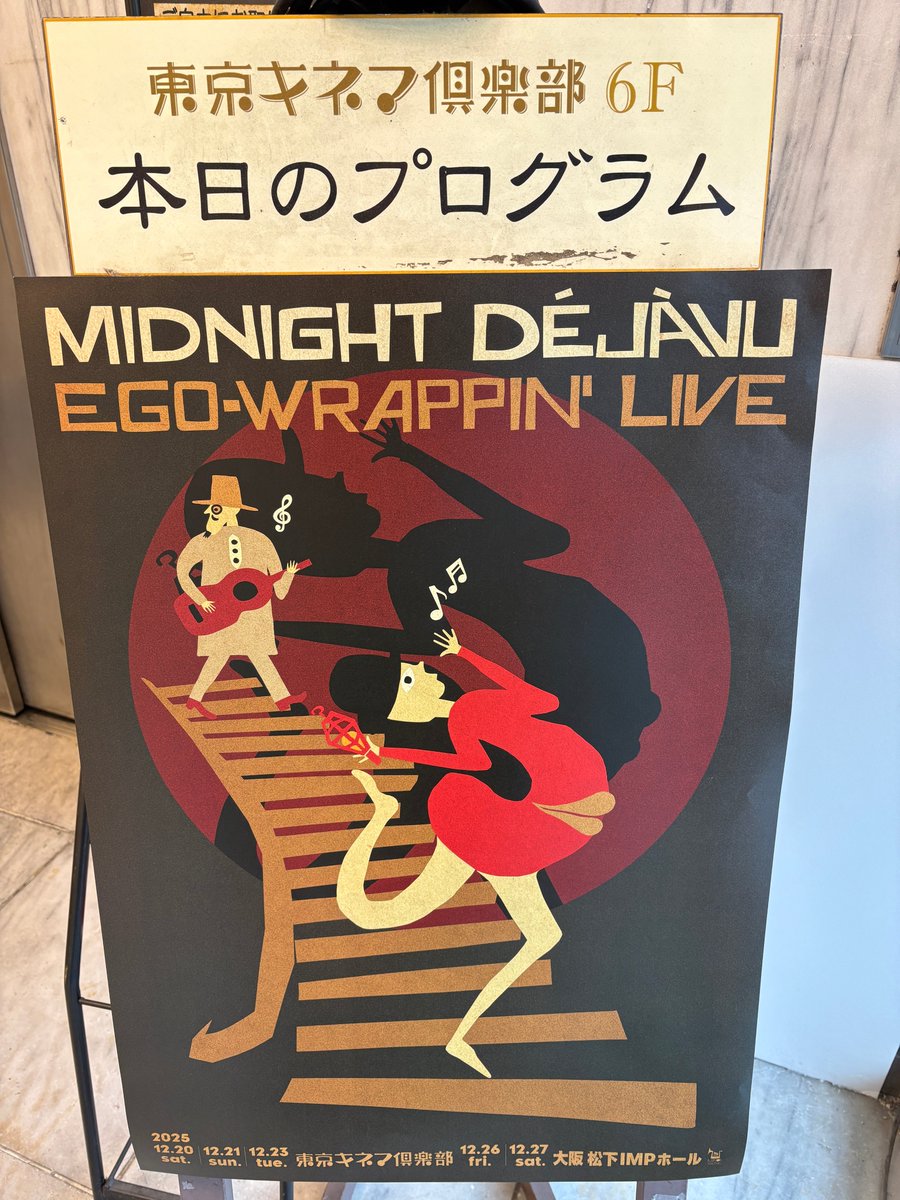 東京キネマ倶楽部 6F
本日のプログラム
MIDNIGHT DÉJÀVU
EGO-WRAPPIN' LIVE
2025
12.20 sat. 12.21 sun. 12.23 tue. 東京キネマ倶楽部 12.26 fri. 12.27 sat. 大阪 松下IMPホール